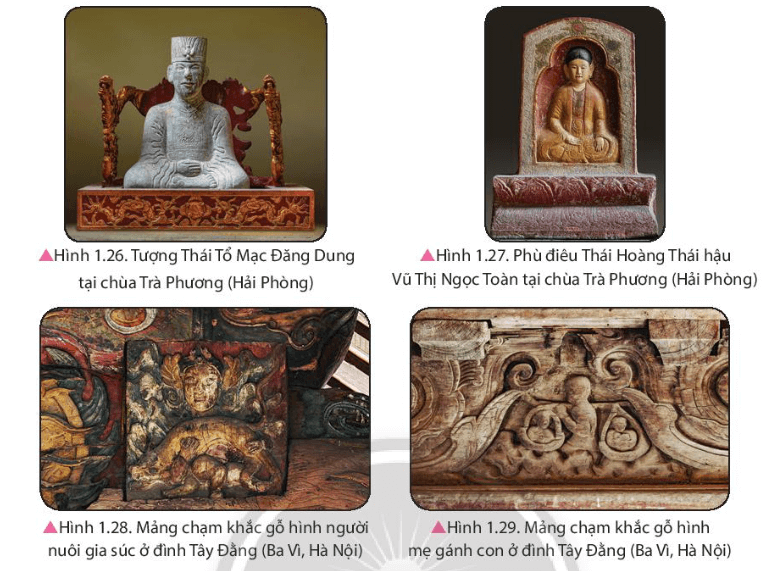 ▲Hình 1.26. Tượng Thái Tổ Mạc Đăng Dung
tại chùa Trà Phương (Hải Phòng)
▲Hình 1.27. Phù điêu Thái Hoàng Thái hậu
Vũ Thị Ngọc Toàn tại chùa Trà Phương (Hải Phòng)
▲Hình 1.28. Mảng chạm khắc gỗ hình người
nuôi gia súc ở đình Tây Đằng (Ba Vì, Hà Nội)
▲Hình 1.29. Mảng chạm khắc gỗ hình
mẹ gánh con ở đình Tây Đằng (Ba Vì, Hà Nội)